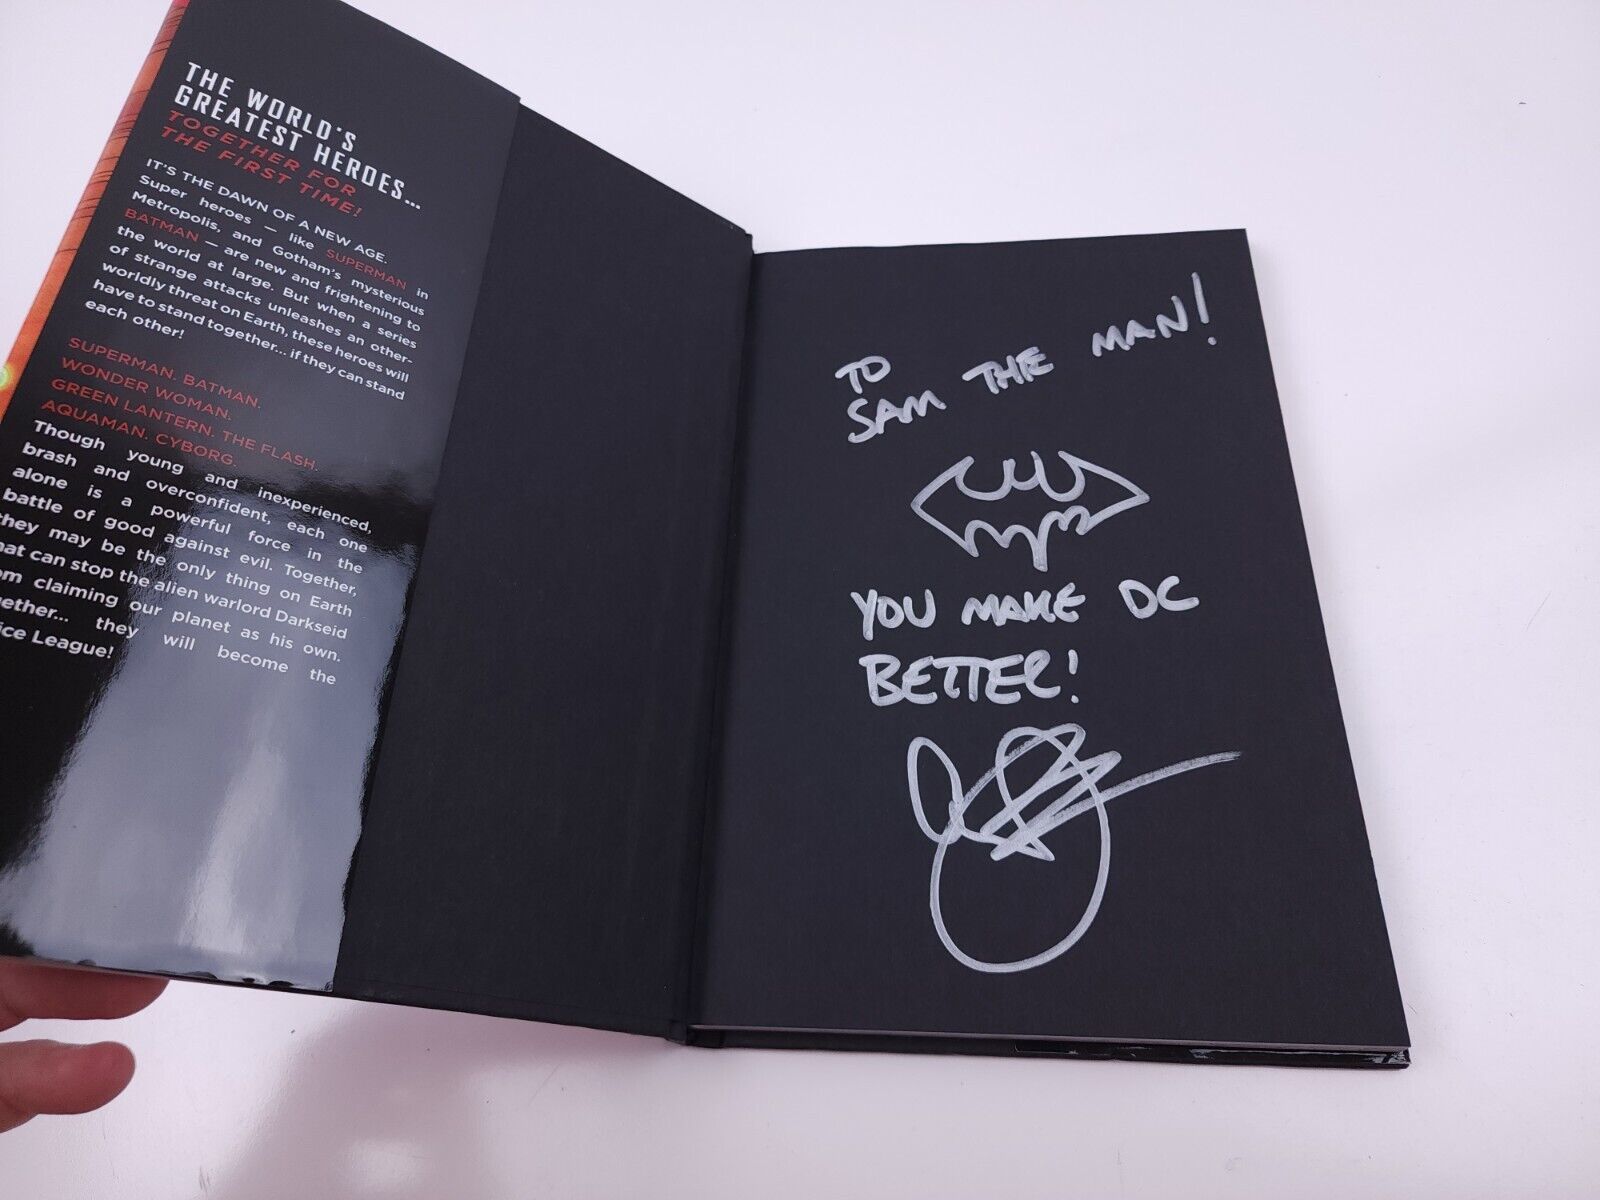 THE WORLD'S
GREATEST HEROES...
TOGETHER FOR
THE FIRST TIME!
IT'S THE DAWN OF A NEW AGE.
Super heroes — like SUPERMAN in
Metropolis, and Gotham's mysterious
BATMAN — are new and frightening to
the world at large. But when a series
of strange attacks unleashes an other-
worldly threat on Earth, these heroes will
have to stand together... if they can stand
each other!
SUPERMAN. BATMAN.
WONDER WOMAN.
GREEN LANTERN. THE FLASH.
AQUAMAN. CYBORG.
Though young and inexperienced,
brash and overconfident, each one
alone is a powerful force in the
battle of good against evil. Together,
they may be the only thing on Earth
that can stop the alien warlord Darkseid
from claiming our planet as his own.
ether... they will become the
ice League!
TO
SAM THE MAN!
YOU MAKE DC
BETTER!